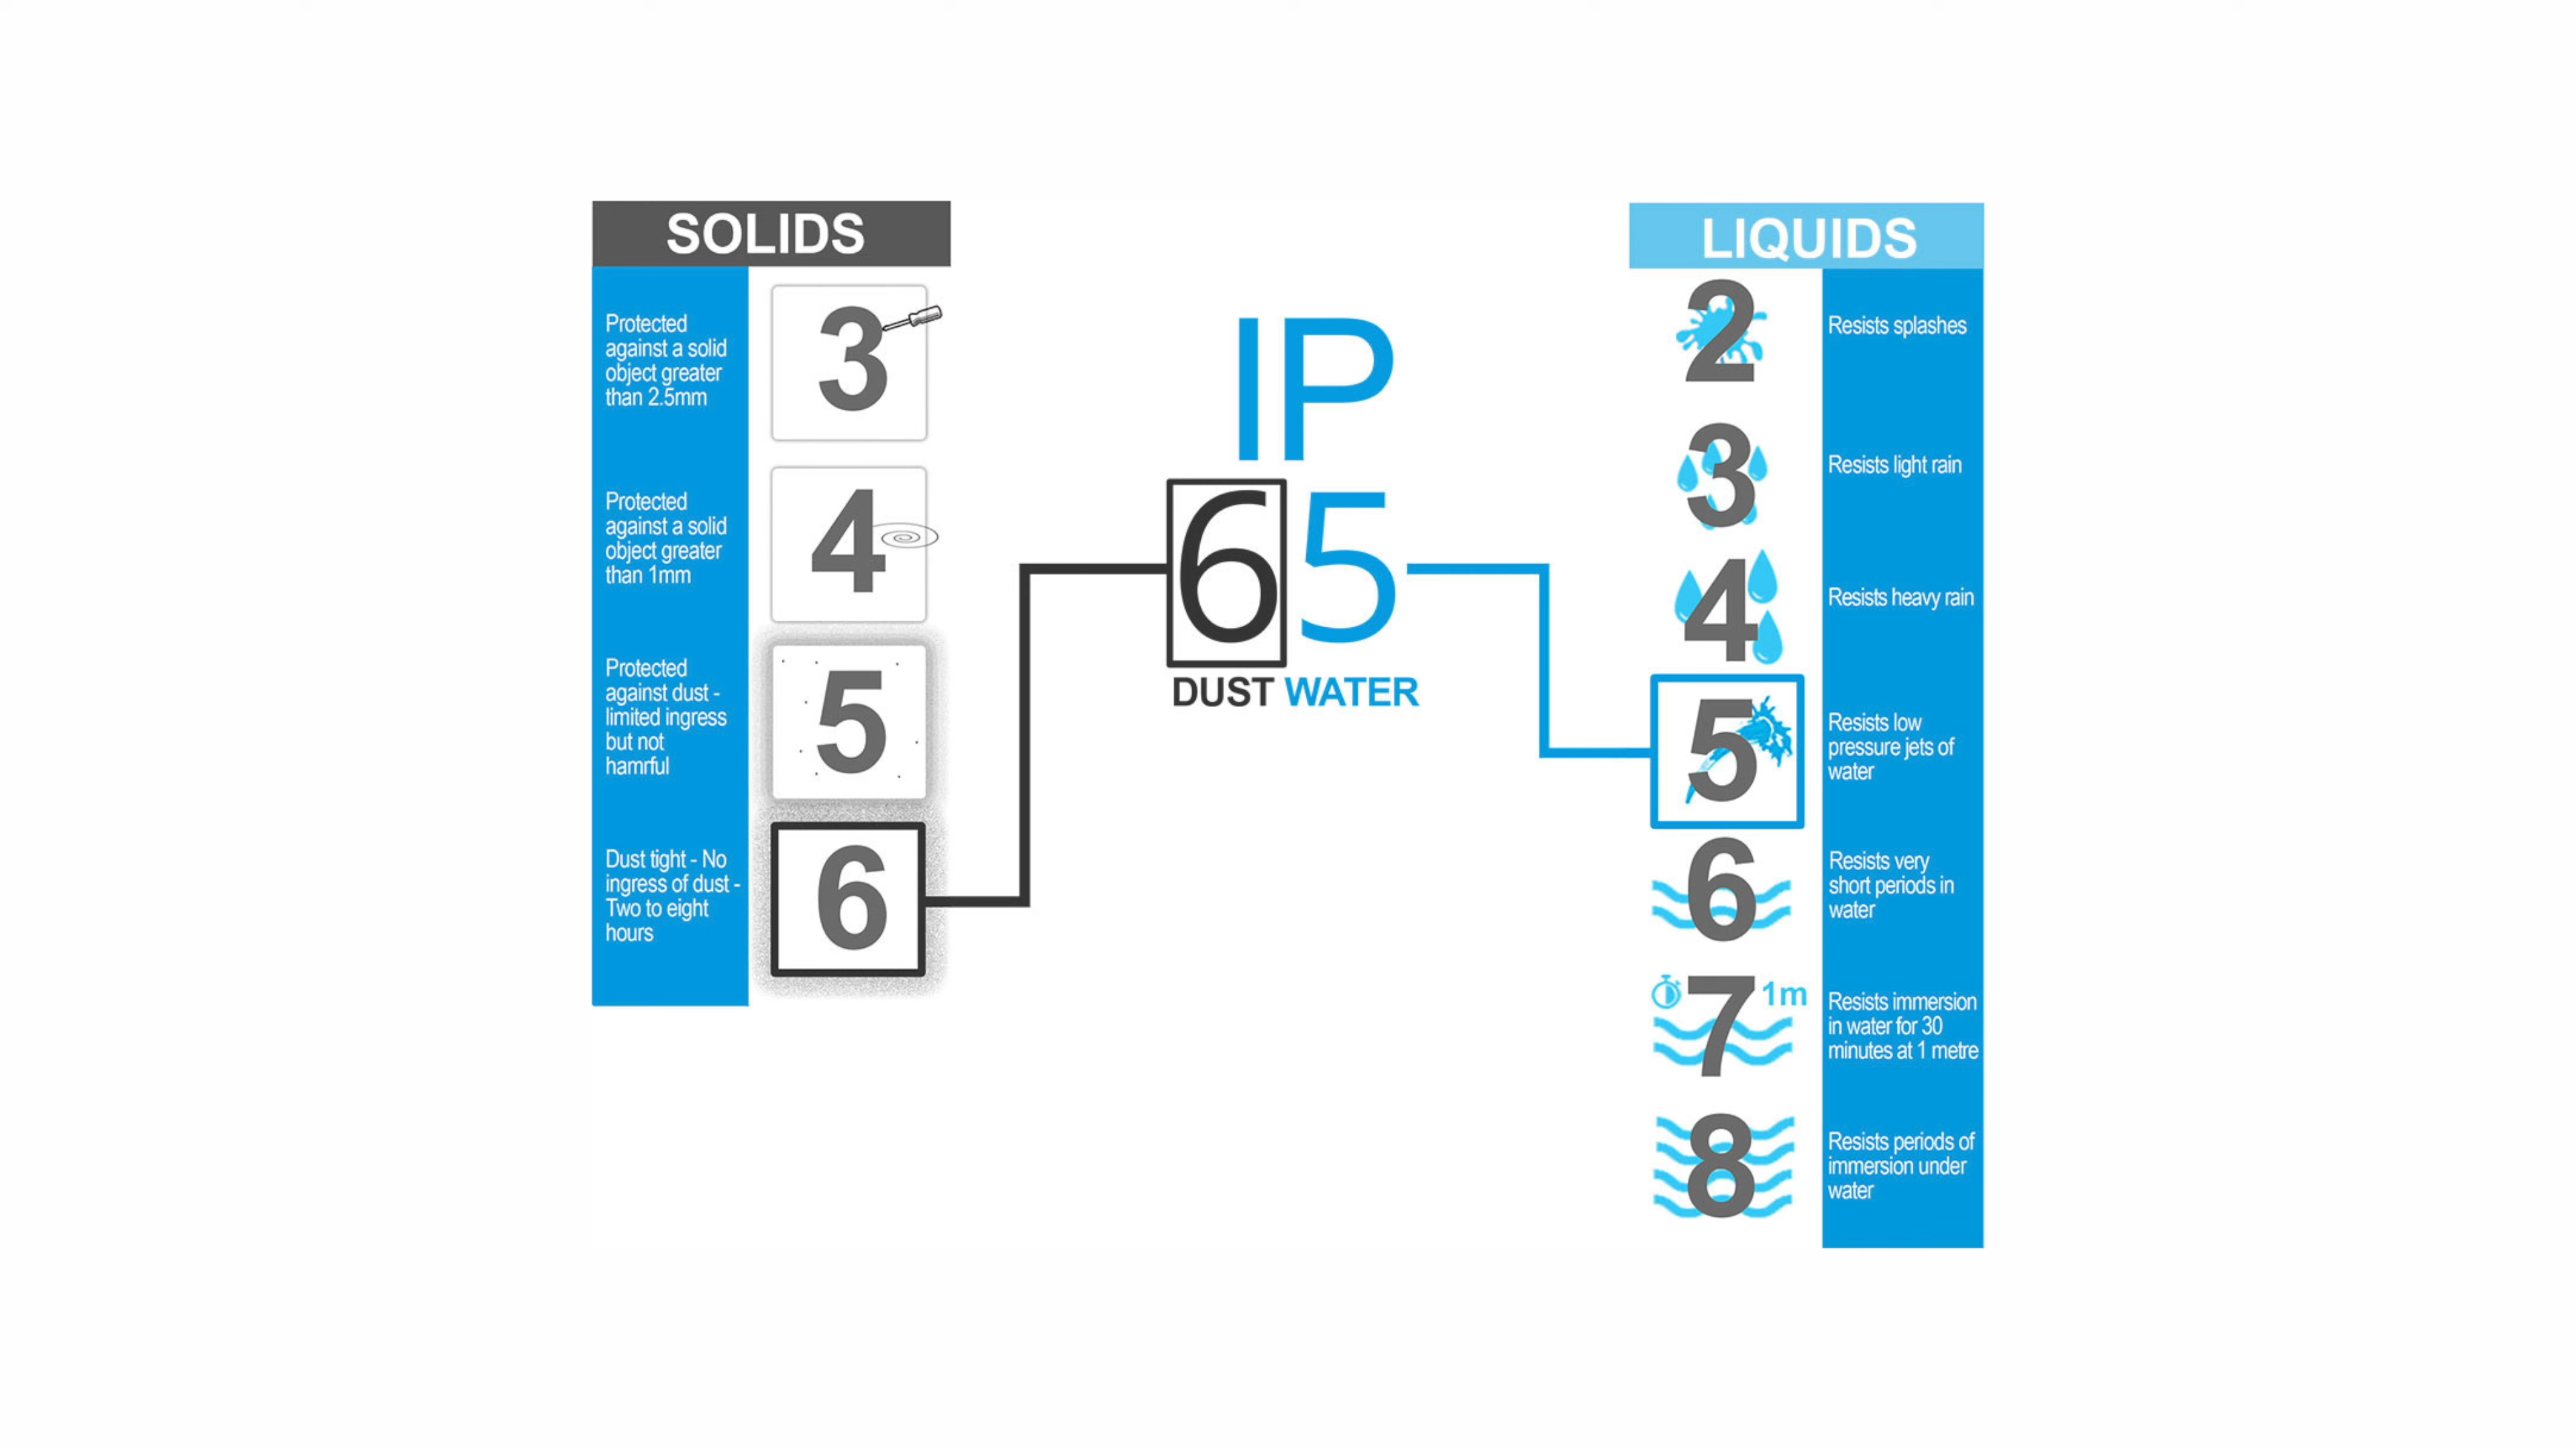 SOLIDS
Protected
against a solid
object greater
than 2.5mm
3
Protected
against a solid
object greater
than 1mm
4
Protected
against dust -
limited ingress
but not
hamrful
5
Dust tight - No
ingress of dust -
Two to eight
hours
6
IP
65
DUST WATER
LIQUIDS
2
Resists splashes
3
Resists light rain
4
Resists heavy rain
5
Resists low
pressure jets of
water
6
Resists very
short periods in
water
7 1m
Resists immersion
in water for 30
minutes at 1 metre
8
Resists periods of
immersion under
water